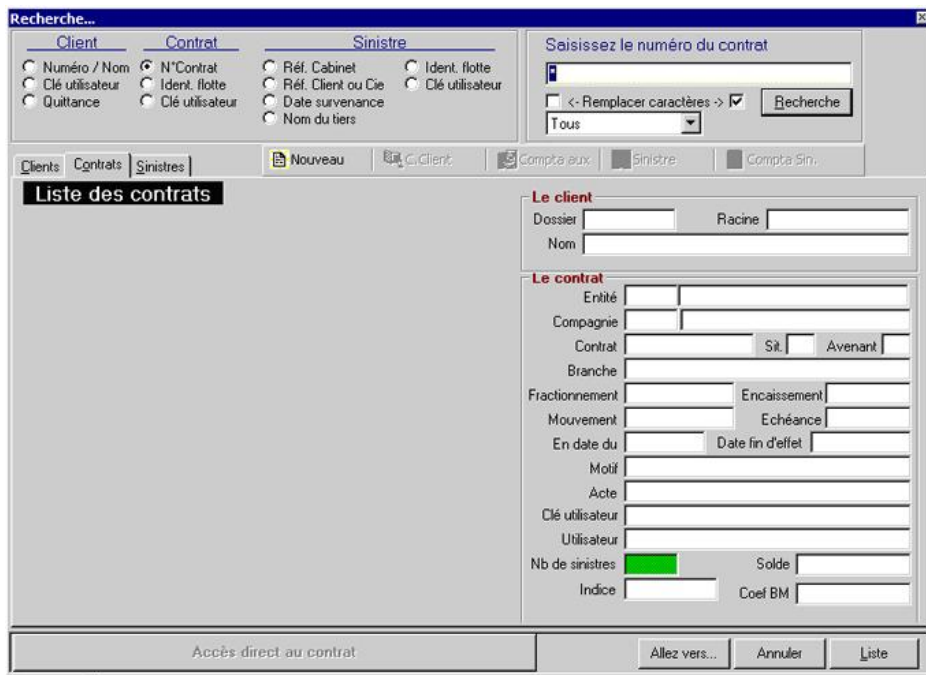 Recherche...
Client Contrat Sinistre
Numéro / Nom N°Contrat Réf. Cabinet Ident. flotte
Clé utilisateur Ident. flotte Réf. Client ou Cie Clé utilisateur
Quittance Clé utilisateur Date survenance
Nom du tiers
Saisissez le numéro du contrat
*
<- Remplacer caractères -> Recherche
Tous
Clients Contrats Sinistres Nouveau C.Client Compta aux Sinistre Compta Sin.
Liste des contrats
Le client
Dossier Racine
Nom
Le contrat
Entité
Compagnie
Contrat Sit. Avenant
Branche
Fractionnement Encaissement
Mouvement Echéance
En date du Date fin d'effet
Motif
Acte
Clé utilisateur
Utilisateur
Nb de sinistres Solde
Indice Coef BM
Accès direct au contrat Allez vers... Annuler Liste